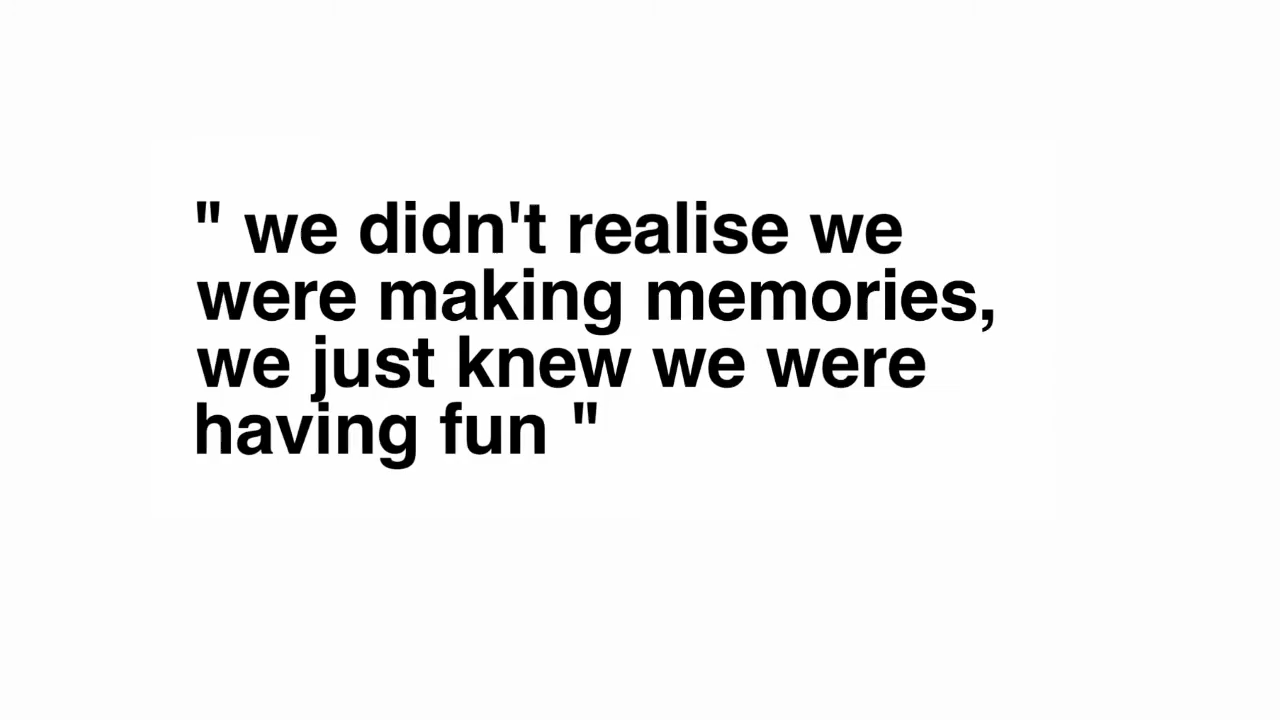 " we didn't realise we
were making memories,
we just knew we were
having fun "